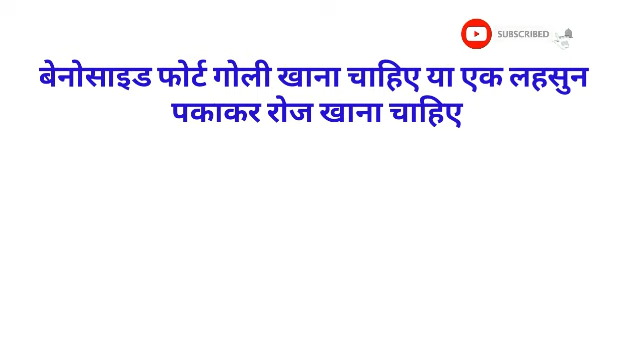 SUBSCRIBED
बेनोसाइड फोर्ट गोली खाना चाहिए या एक लहसुन
पकाकर रोज खाना चाहिए